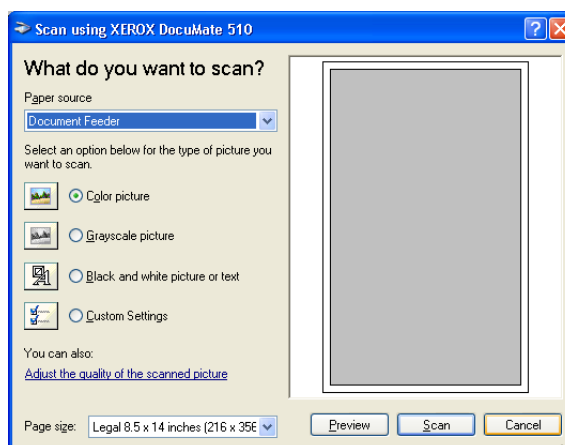 Scan using XEROX DocuMate 510
What do you want to scan?
Paper source
Document Feeder
Select an option below for the type of picture you
want to scan.
Color picture
Grayscale picture
Black and white picture or text
Custom Settings
You can also:
Adjust the quality of the scanned picture
Page size: Legal 8.5 x 14 inches (216 x 356
Preview Scan Cancel